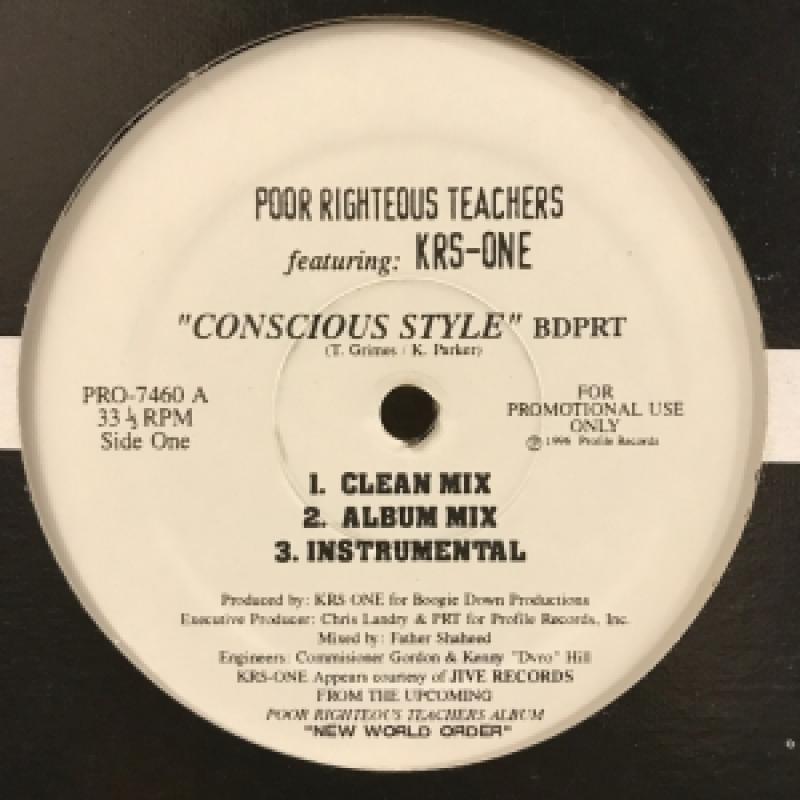 POOR RIGHTEOUS TEACHERS
featuring: KRS-ONE
"CONSCIOUS STYLE" BDPRT
(T. Grimes / K. Parker)
PRO-7460 A
33 ⅓ RPM
Side One
FOR
PROMOTIONAL USE
ONLY
℗ 1996 Profile Records
1. CLEAN MIX
2. ALBUM MIX
3. INSTRUMENTAL
Produced by: KRS ONE for Boogie Down Productions
Executive Producer: Chris Landry & PRT for Profile Records, Inc.
Mixed by: Father Shaheed
Engineers: Commisioner Gordon & Kenny "Dvro" Hill
KRS-ONE Appears courtesy of JIVE RECORDS
FROM THE UPCOMING
POOR RIGHTEOUS TEACHERS ALBUM
"NEW WORLD ORDER"